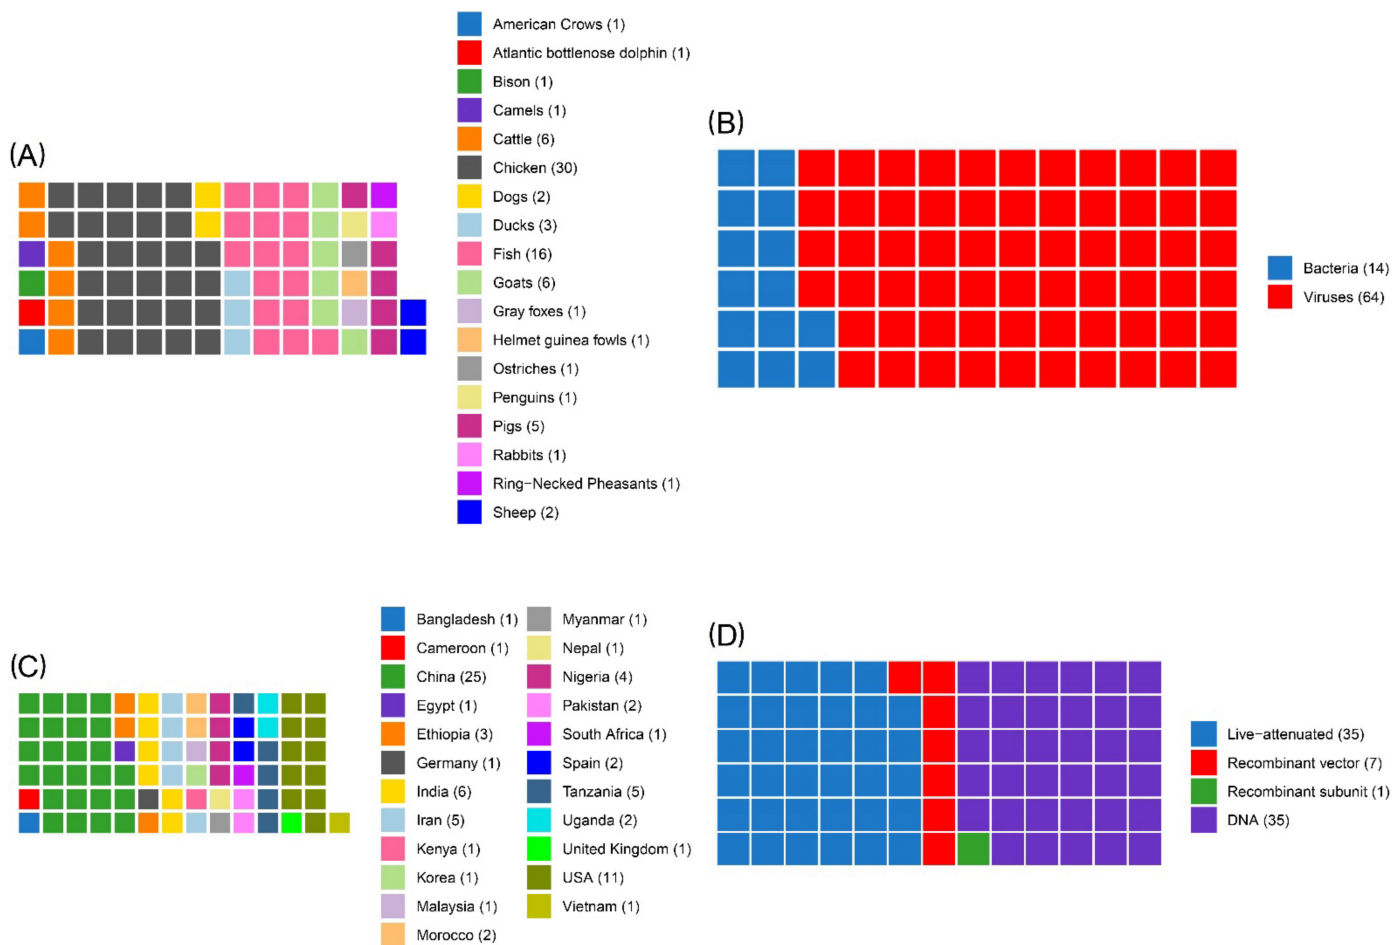 (A)
American Crows (1)
Atlantic bottlenose dolphin (1)
Bison (1)
Camels (1)
Cattle (6)
Chicken (30)
Dogs (2)
Ducks (3)
Fish (16)
Goats (6)
Gray foxes (1)
Helmet guinea fowls (1)
Ostriches (1)
Penguins (1)
Pigs (5)
Rabbits (1)
Ring−Necked Pheasants (1)
Sheep (2)
(B)
Bacteria (14)
Viruses (64)
(C)
Bangladesh (1)
Cameroon (1)
China (25)
Egypt (1)
Ethiopia (3)
Germany (1)
India (6)
Iran (5)
Kenya (1)
Korea (1)
Malaysia (1)
Morocco (2)
Myanmar (1)
Nepal (1)
Nigeria (4)
Pakistan (2)
South Africa (1)
Spain (2)
Tanzania (5)
Uganda (2)
United Kingdom (1)
USA (11)
Vietnam (1)
(D)
Live−attenuated (35)
Recombinant vector (7)
Recombinant subunit (1)
DNA (35)